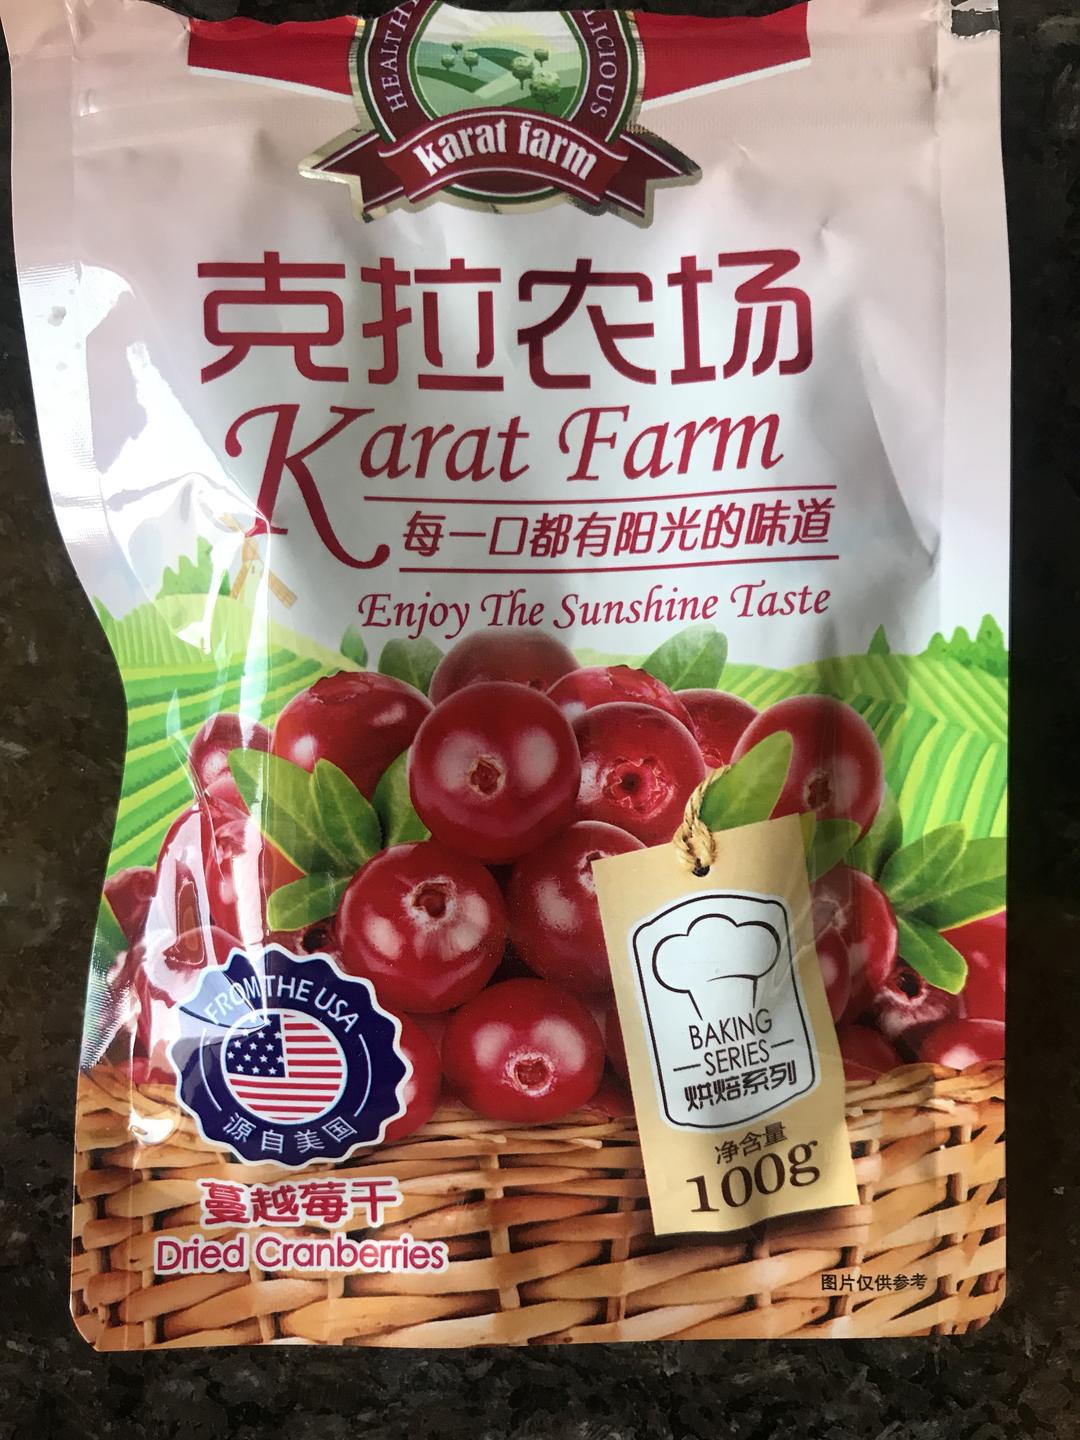 HEALTHY
LICIOUS
karat farm
克拉农场
Karat Farm
每一口都有阳光的味道
Enjoy The Sunshine Taste
FROM THE USA
源自美国
BAKING
SERIES
烘焙系列
净含量
100g
蔓越莓干
Dried Cranberries
图片仅供参考